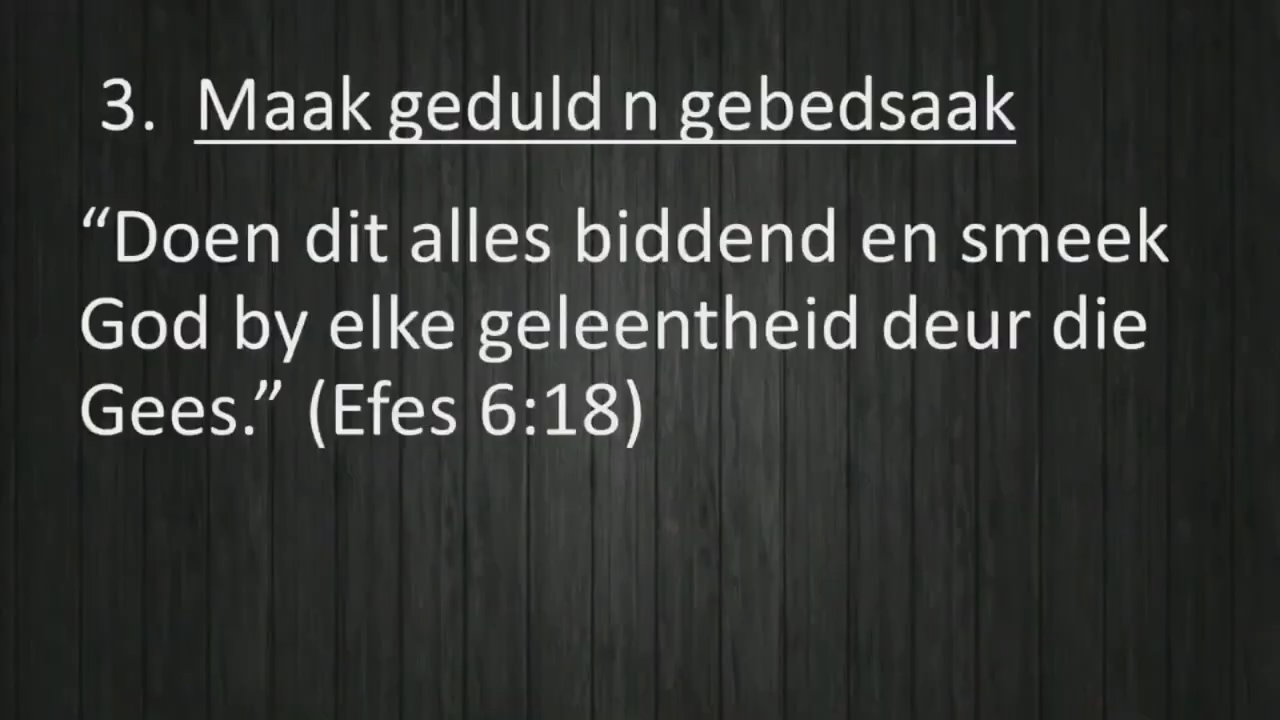 3. Maak geduld n gebedsaak
“Doen dit alles biddend en smeek
God by elke geleentheid deur die
Gees.” (Efes 6:18)